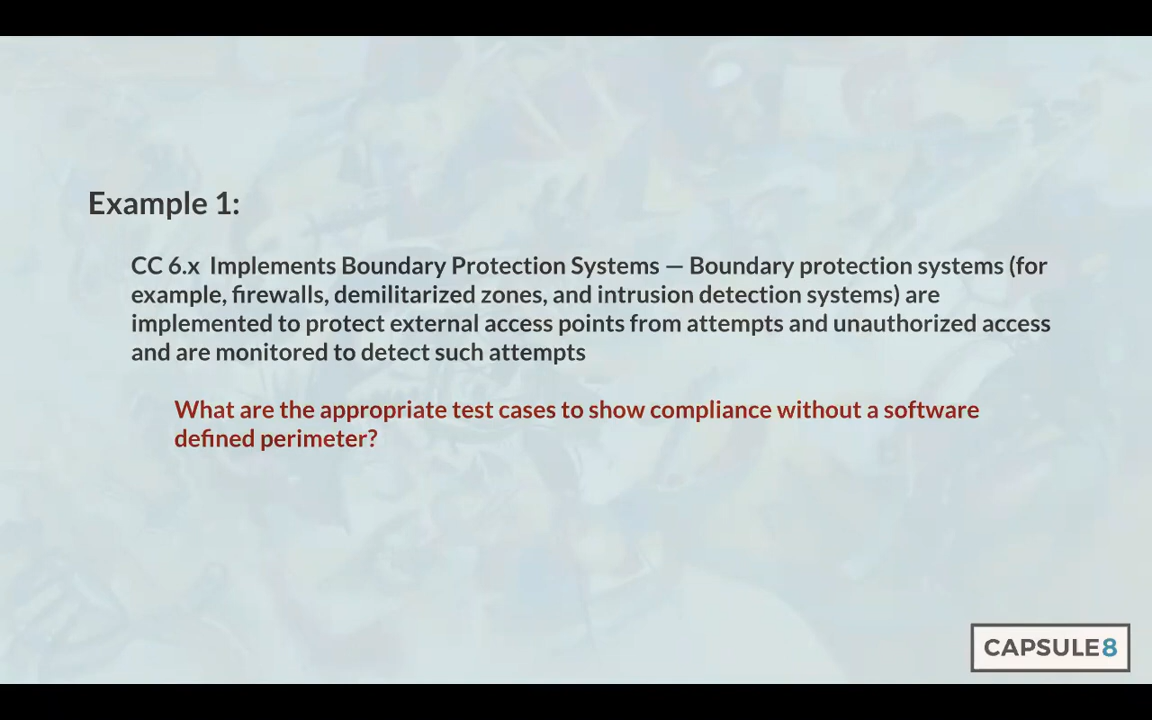 Example 1:
CC 6.x  Implements Boundary Protection Systems — Boundary protection systems (for
example, firewalls, demilitarized zones, and intrusion detection systems) are
implemented to protect external access points from attempts and unauthorized access
and are monitored to detect such attempts
What are the appropriate test cases to show compliance without a software
defined perimeter?
CAPSULE8